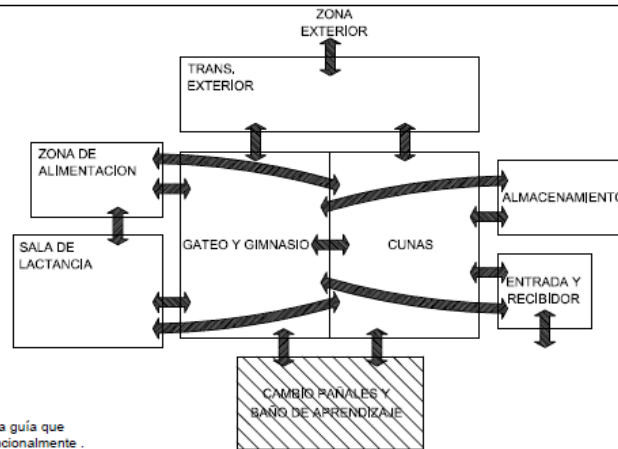 ZONA
EXTERIOR
TRANS.
EXTERIOR
ZONA DE
ALIMENTACION
ALMACENAMIENTO
SALA DE
LACTANCIA
GATEO Y GIMNASIO
CUNAS
ENTRADA Y
RECIBIDOR
CAMBIO PAÑALES Y
BAÑO DE APRENDIZAJE
a guía que
cionalmente .